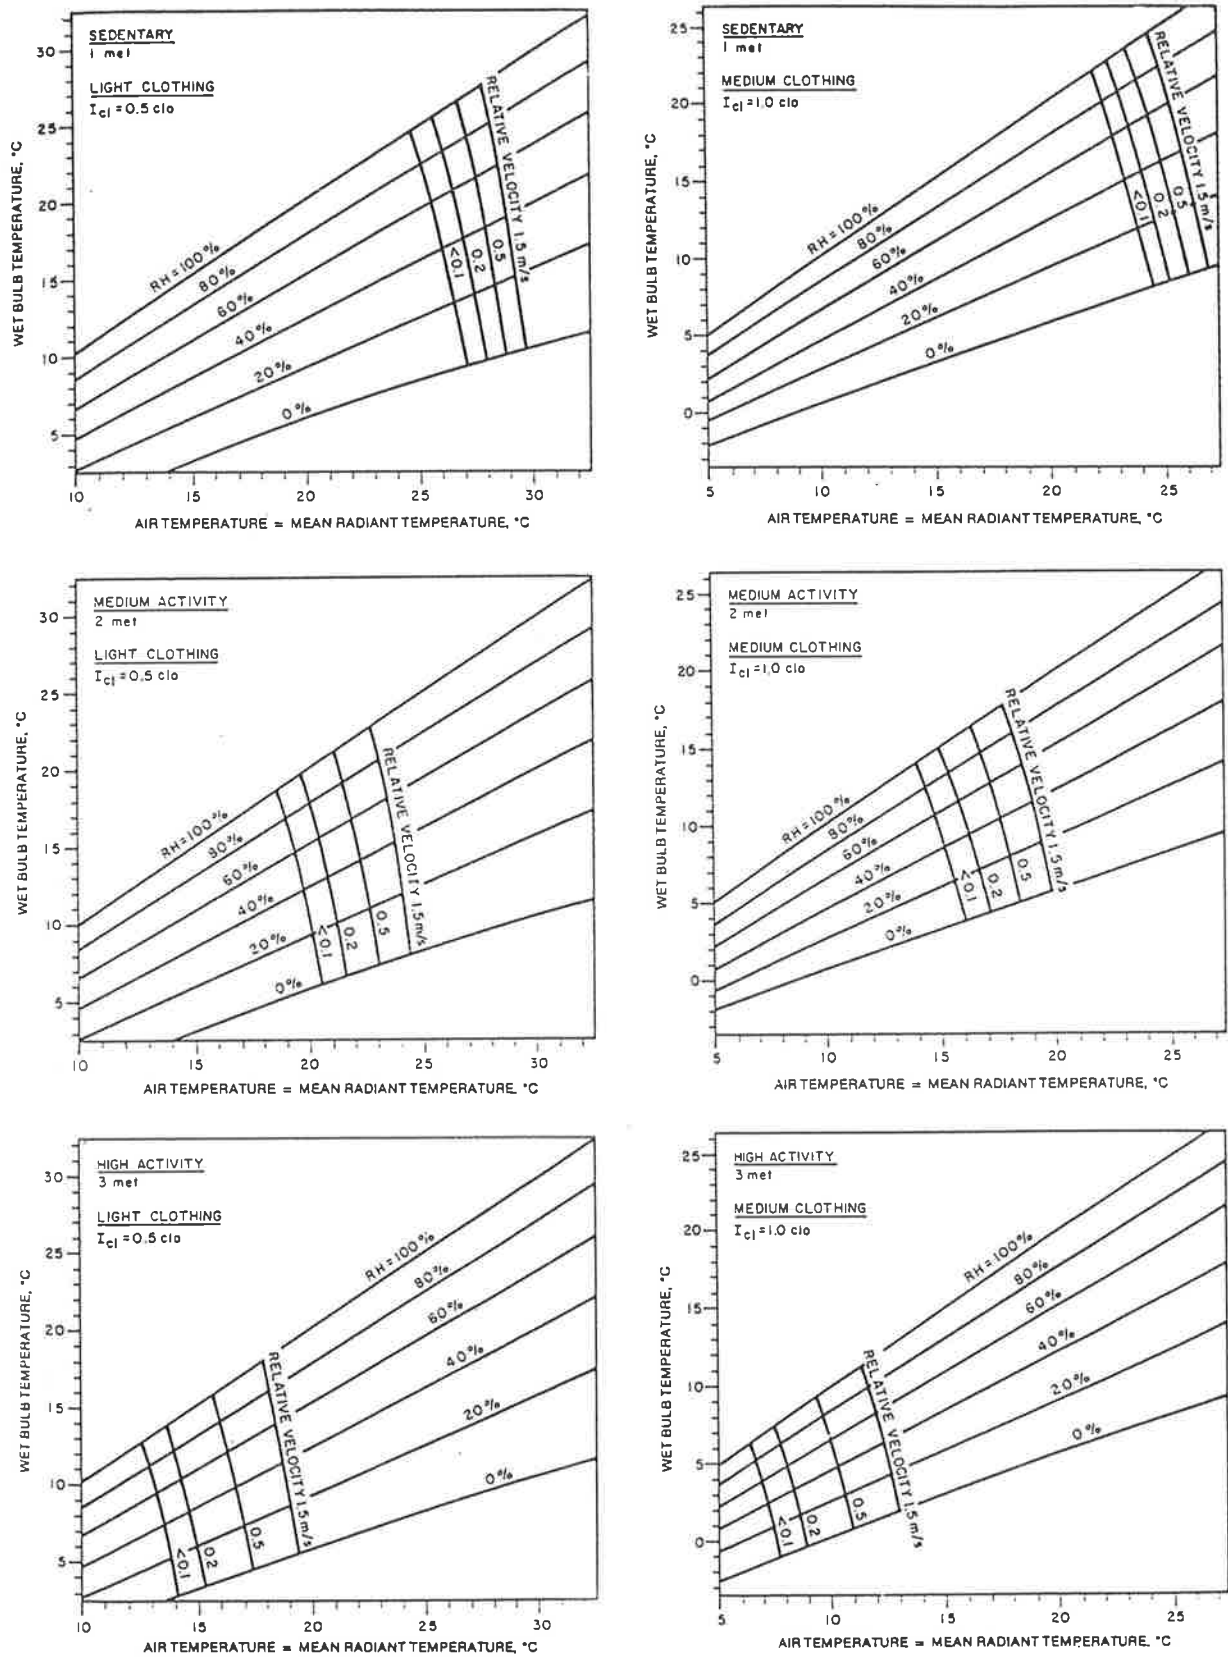 SEDENTARY
1 met
LIGHT CLOTHING
Icl = 0.5 clo
WET BULB TEMPERATURE, °C
30
25
20
15
10
5
RH = 100%
80%
60%
40%
20%
0%
<0.1
0.2
0.5
RELATIVE VELOCITY 1.5 m/s
10 15 20 25 30
AIR TEMPERATURE = MEAN RADIANT TEMPERATURE, °C
SEDENTARY
1 met
MEDIUM CLOTHING
Icl = 1.0 clo
WET BULB TEMPERATURE, °C
25
20
15
10
5
0
RH = 100%
80%
60%
40%
20%
0%
<0.1
0.2
0.5
RELATIVE VELOCITY 1.5 m/s
5 10 15 20 25
AIR TEMPERATURE = MEAN RADIANT TEMPERATURE, °C
MEDIUM ACTIVITY
2 met
LIGHT CLOTHING
Icl = 0.5 clo
WET BULB TEMPERATURE, °C
30
25
20
15
10
5
RH = 100%
80%
60%
40%
20%
0%
<0.1
0.2
0.5
RELATIVE VELOCITY 1.5 m/s
10 15 20 25 30
AIR TEMPERATURE = MEAN RADIANT TEMPERATURE, °C
MEDIUM ACTIVITY
2 met
MEDIUM CLOTHING
Icl = 1.0 clo
WET BULB TEMPERATURE, °C
25
20
15
10
5
0
RH = 100%
80%
60%
40%
20%
0%
<0.1
0.2
0.5
RELATIVE VELOCITY 1.5 m/s
5 10 15 20 25
AIR TEMPERATURE = MEAN RADIANT TEMPERATURE, °C
HIGH ACTIVITY
3 met
LIGHT CLOTHING
Icl = 0.5 clo
WET BULB TEMPERATURE, °C
30
25
20
15
10
5
RH = 100%
80%
60%
40%
20%
0%
<0.1
0.2
0.5
RELATIVE VELOCITY 1.5 m/s
10 15 20 25 30
AIR TEMPERATURE = MEAN RADIANT TEMPERATURE, °C
HIGH ACTIVITY
3 met
MEDIUM CLOTHING
Icl = 1.0 clo
WET BULB TEMPERATURE, °C
25
20
15
10
5
0
RH = 100%
80%
60%
40%
20%
0%
<0.1
0.2
0.5
RELATIVE VELOCITY 1.5 m/s
5 10 15 20 25
AIR TEMPERATURE = MEAN RADIANT TEMPERATURE, °C